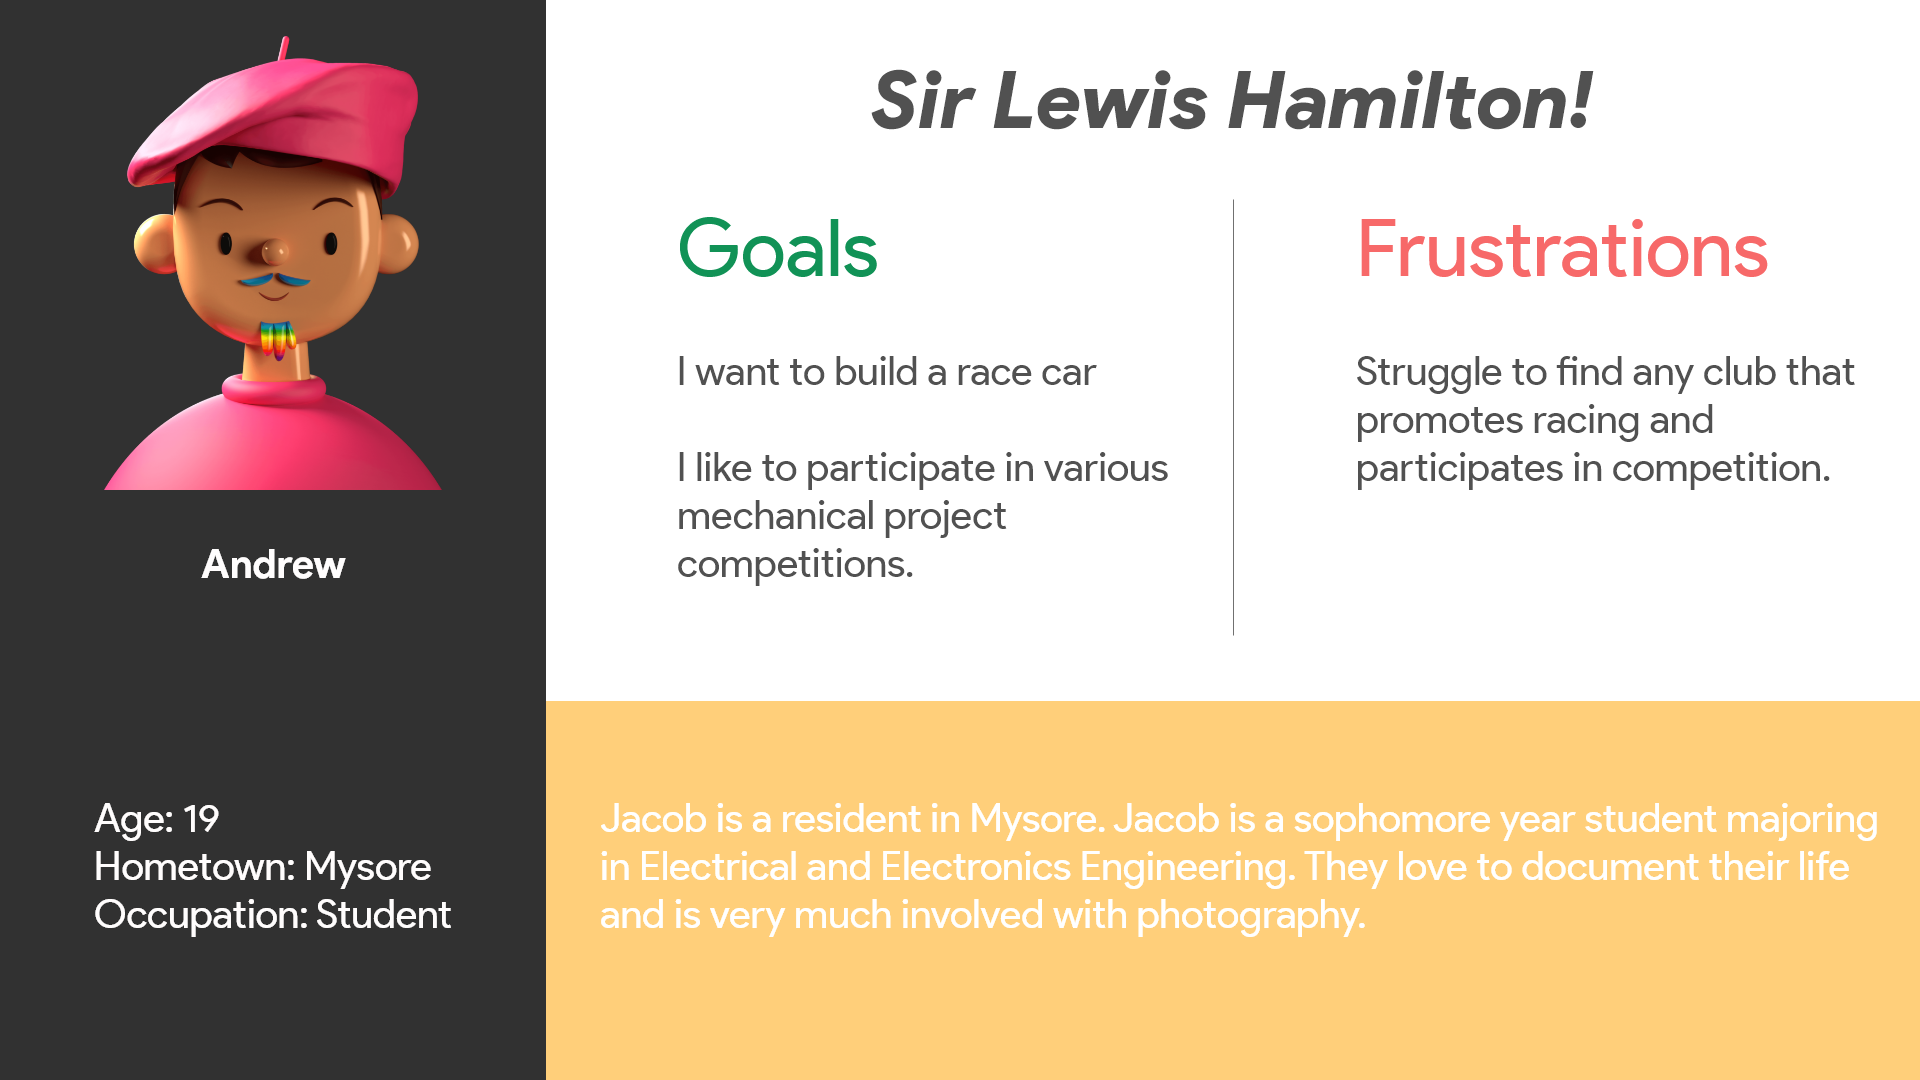 Sir Lewis Hamilton!
Goals
I want to build a race car
I like to participate in various
mechanical project
competitions.
Frustrations
Struggle to find any club that
promotes racing and
participates in competition.
Andrew
Age: 19
Hometown: Mysore
Occupation: Student
Jacob is a resident in Mysore. Jacob is a sophomore year student majoring
in Electrical and Electronics Engineering. They love to document their life
and is very much involved with photography.